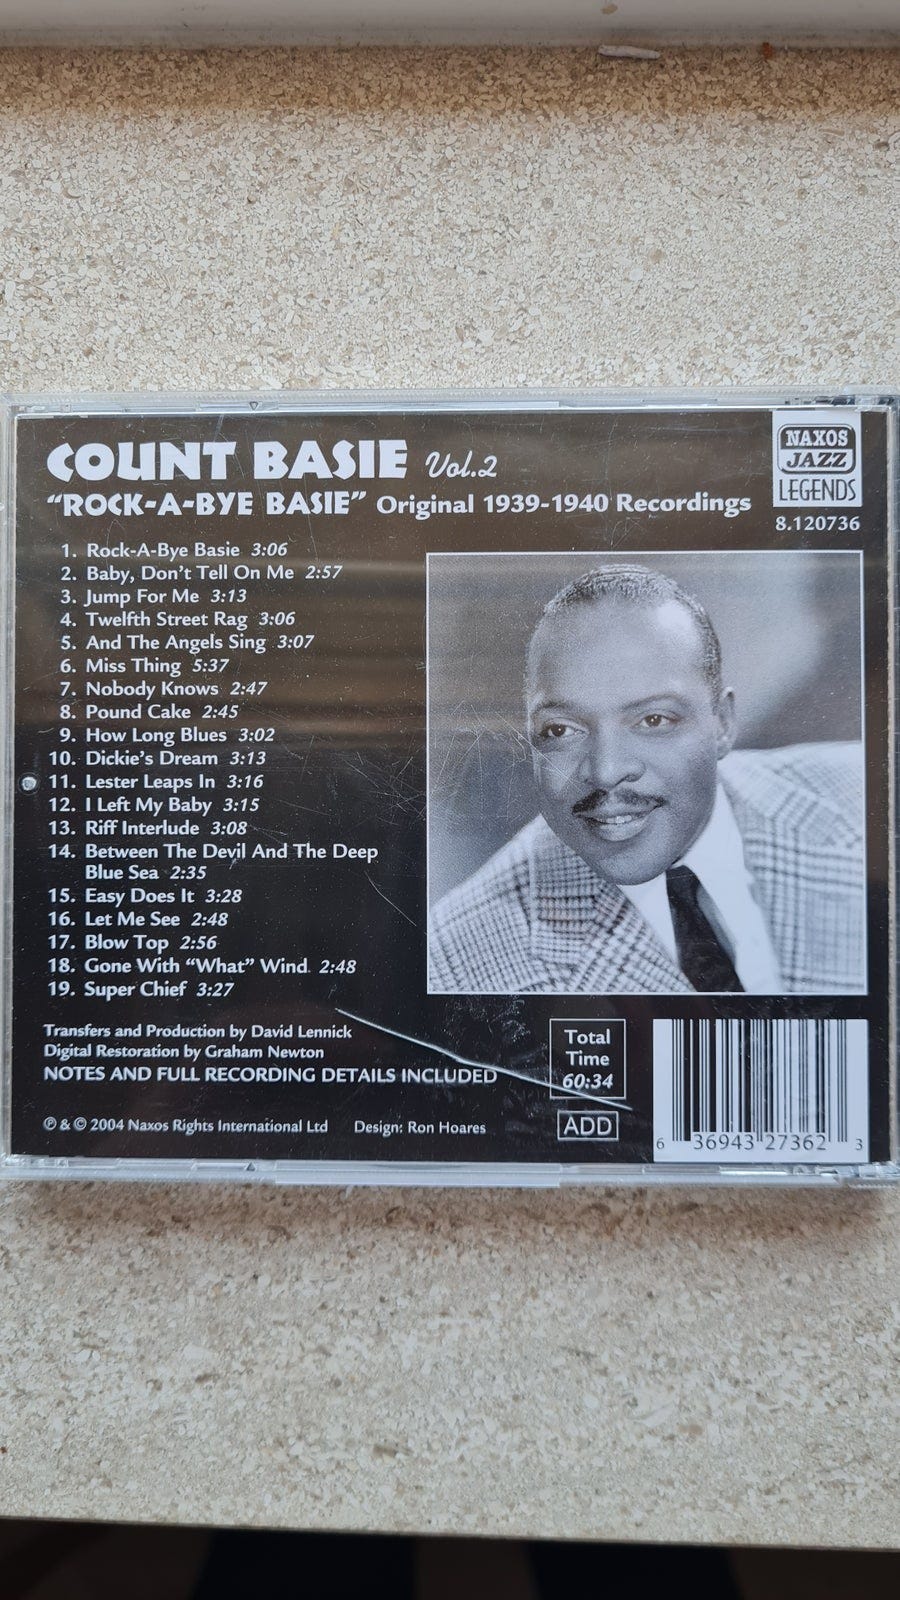 COUNT BASIE Vol.2
"ROCK-A-BYE BASIE" Original 1939-1940 Recordings
NAXOS
JAZZ
LEGENDS
8.120736
1. Rock-A-Bye Basie 3:06
2. Baby, Don't Tell On Me 2:57
3. Jump For Me 3:13
4. Twelfth Street Rag 3:06
5. And The Angels Sing 3:07
6. Miss Thing 5:37
7. Nobody Knows 2:47
8. Pound Cake 2:45
9. How Long Blues 3:02
10. Dickie's Dream 3:13
11. Lester Leaps In 3:16
12. I Left My Baby 3:15
13. Riff Interlude 3:08
14. Between The Devil And The Deep
Blue Sea 2:35
15. Easy Does It 3:28
16. Let Me See 2:48
17. Blow Top 2:56
18. Gone With "What" Wind 2:48
19. Super Chief 3:27
Transfers and Production by David Lennick
Digital Restoration by Graham Newton
NOTES AND FULL RECORDING DETAILS INCLUDED
℗ & © 2004 Naxos Rights International Ltd Design: Ron Hoares
Total
Time
60:34
ADD
6 36943 27362 3